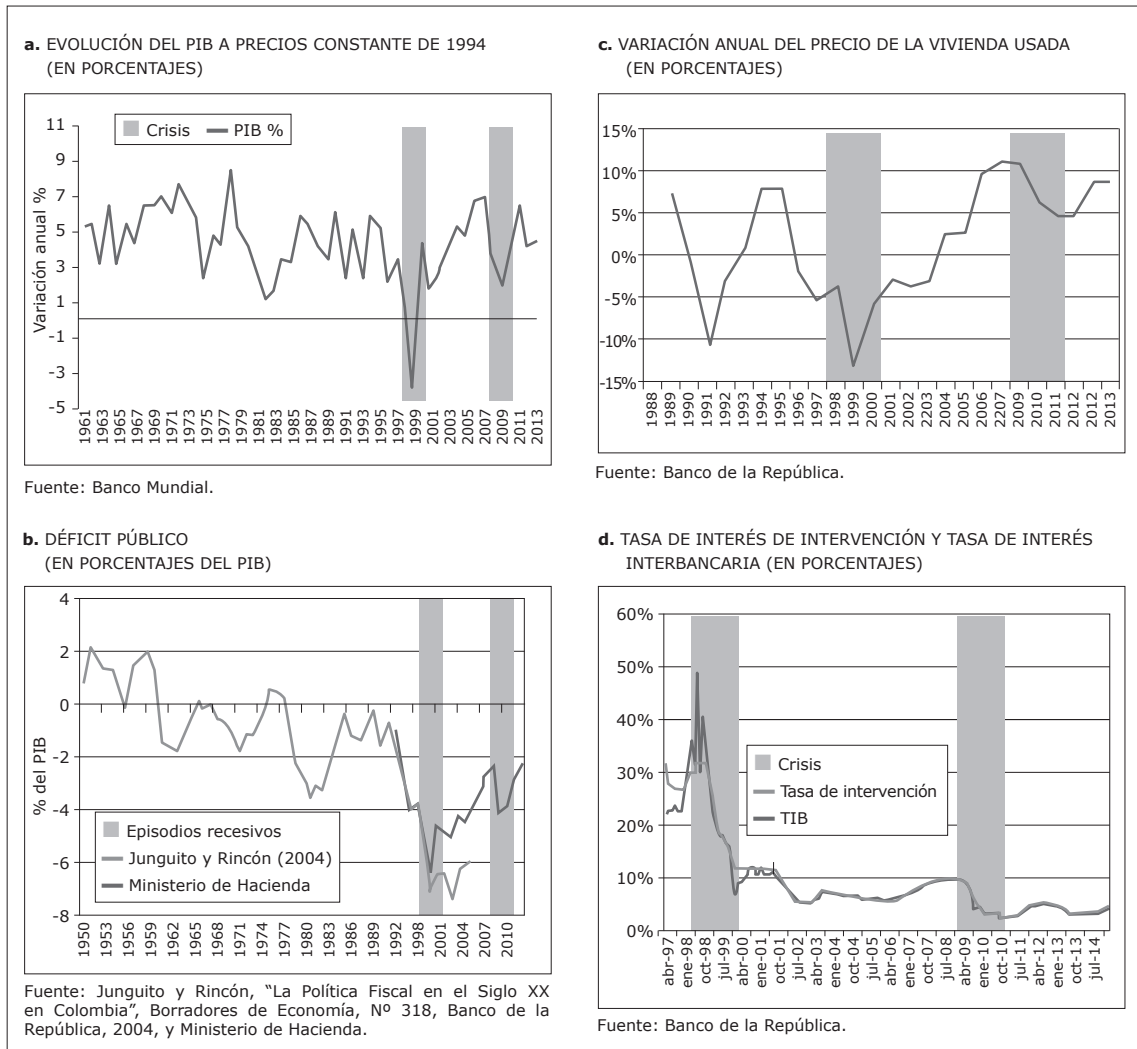 a. EVOLUCIÓN DEL PIB A PRECIOS CONSTANTE DE 1994
(EN PORCENTAJES)
11
9
7
5
3
1
-1
-3
-5
Variación anual %
Crisis
PIB %
1961
1963
1965
1967
1969
1971
1973
1975
1977
1979
1981
1983
1985
1987
1989
1991
1993
1995
1997
1999
2001
2003
2005
2007
2009
2011
2013
Fuente: Banco Mundial.
c. VARIACIÓN ANUAL DEL PRECIO DE LA VIVIENDA USADA
(EN PORCENTAJES)
15%
10%
5%
0%
-5%
-10%
-15%
1988
1989
1990
1991
1992
1993
1994
1995
1996
1997
1998
1999
2000
2001
2002
2203
2004
2005
2006
2207
2009
2010
2011
2012
2012
2013
Fuente: Banco de la República.
b. DÉFICIT PÚBLICO
(EN PORCENTAJES DEL PIB)
4
2
0
-2
-4
-6
-8
% del PIB
Episodios recesivos
Junguito y Rincón (2004)
Ministerio de Hacienda
1950
1953
1956
1959
1962
1965
1968
1971
1974
1977
1980
1983
1986
1989
1992
1995
1998
2001
2004
2007
2010
Fuente: Junguito y Rincón, “La Política Fiscal en el Siglo XX
en Colombia”, Borradores de Economía, Nº 318, Banco de la
República, 2004, y Ministerio de Hacienda.
d. TASA DE INTERÉS DE INTERVENCIÓN Y TASA DE INTERÉS
INTERBANCARIA (EN PORCENTAJES)
60%
50%
40%
30%
20%
10%
0%
Crisis
Tasa de intervención
TIB
abr-97
ene-98
oct-98
jul-99
abr-00
ene-01
oct-01
jul-02
abr-03
ene-04
oct-04
jul-05
abr-06
ene-07
oct-07
jul-08
abr-09
ene-10
oct-10
jul-11
abr-12
ene-13
oct-13
jul-14
Fuente: Banco de la República.